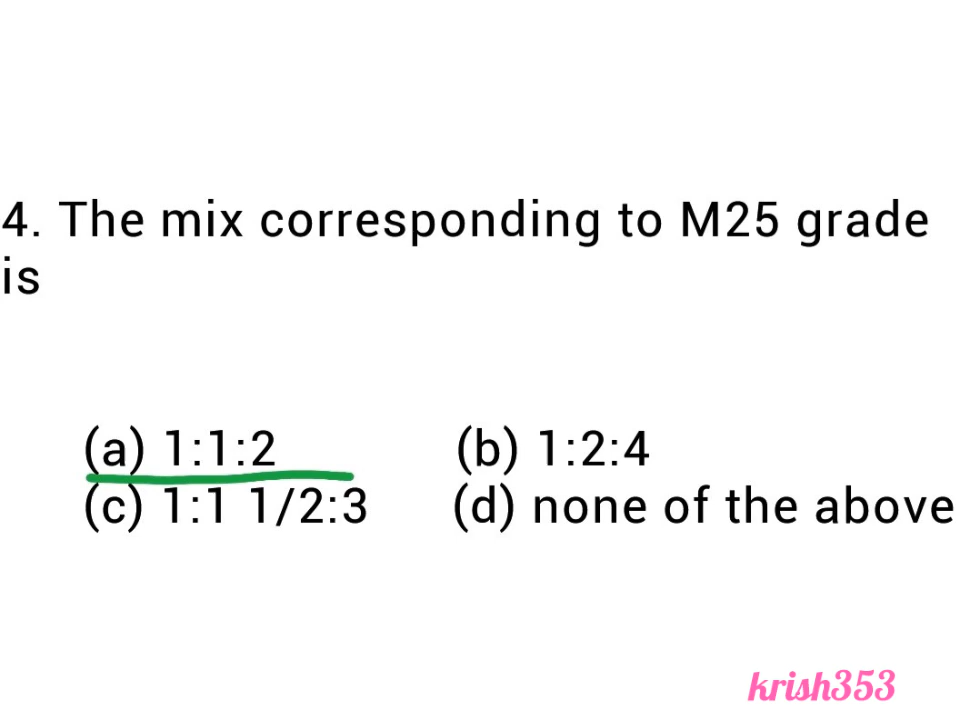 4. The mix corresponding to M25 grade
is
(a) 1:1:2 (b) 1:2:4
(c) 1:1 1/2:3 (d) none of the above
krish353